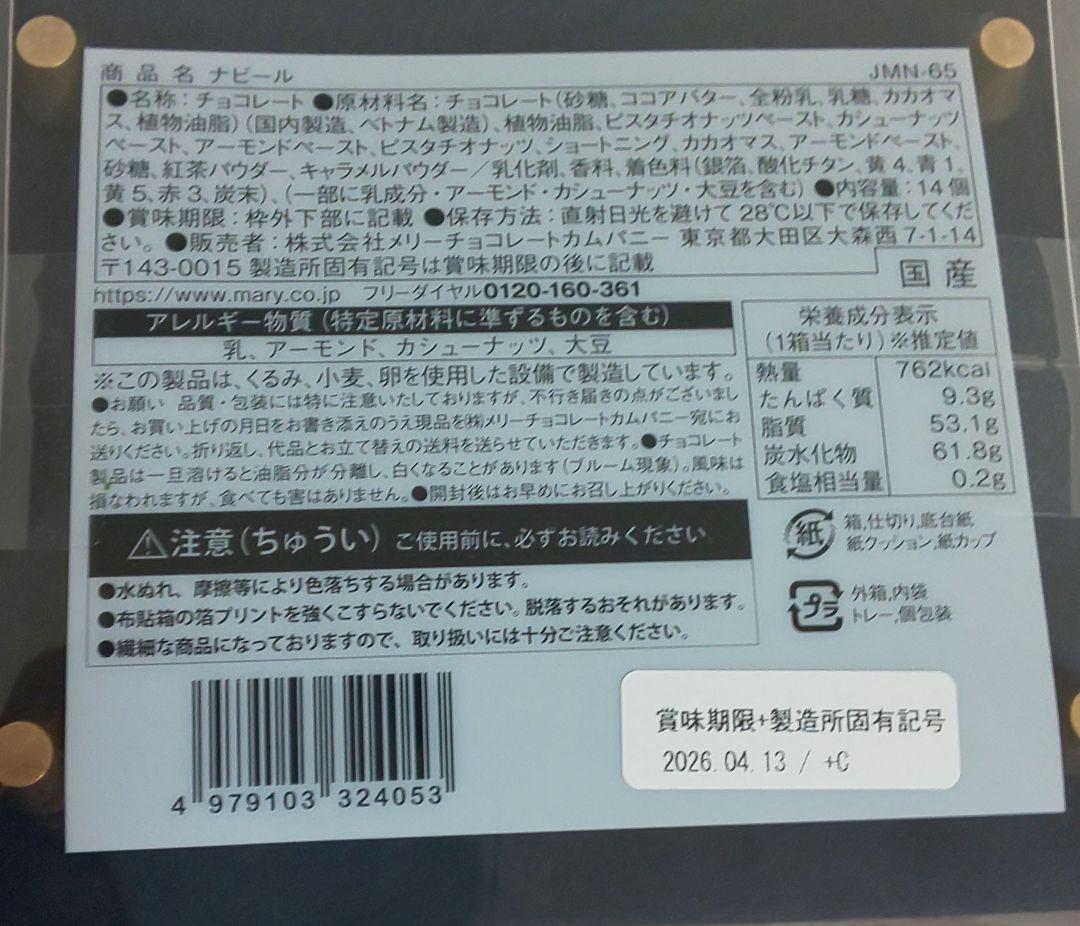 商品名 ナビール
JMN-65
●名称：チョコレート ●原材料名：チョコレート（砂糖、ココアバター、全粉乳、乳糖、カカオマ
ス、植物油脂）（国内製造、ベトナム製造）、植物油脂、ピスタチオナッツペースト、カシューナッツ
ペースト、アーモンドペースト、ピスタチオナッツ、ショートニング、カカオマス、アーモンドペースト、
砂糖、紅茶パウダー、キャラメルパウダー／乳化剤、香料、着色料（銀箔、酸化チタン、黄4、青1、
黄5、赤3、炭末）、（一部に乳成分・アーモンド・カシューナッツ・大豆を含む） ●内容量：14個
●賞味期限：枠外下部に記載 ●保存方法：直射日光を避けて28℃以下で保存してくだ
さい。 ●販売者：株式会社メリーチョコレートカムパニー 東京都大田区大森西7-1-14
〒143-0015 製造所固有記号は賞味期限の後に記載
国産
https://www.mary.co.jp フリーダイヤル0120-160-361
アレルギー物質（特定原材料に準ずるものを含む）
乳、アーモンド、カシューナッツ、大豆
※この製品は、くるみ、小麦、卵を使用した設備で製造しています。
●お願い 品質・包装には特に注意いたしておりますが、不行き届きの点がございまし
たら、お買い上げの月日をお書き添えのうえ現品を㈱メリーチョコレートカムパニー宛にお
送りください。折り返し、代品とお立て替えの送料を送らせていただきます。●チョコレート
製品は一旦溶けると油脂分が分離し、白くなることがあります（ブルーム現象）。風味は
損なわれますが、食べても害はありません。●開封後はお早めにお召し上がりください。
栄養成分表示
（1箱当たり）※推定値
熱量 762kcal
たんぱく質 9.3g
脂質 53.1g
炭水化物 61.8g
食塩相当量 0.2g
⚠注意（ちゅうい） ご使用前に、必ずお読みください
●水ぬれ、摩擦等により色落ちする場合があります。
●布貼箱の箔プリントを強くこすらないでください。脱落するおそれがあります。
●繊細な商品になっておりますので、取り扱いには十分ご注意ください。
紙
箱,仕切り,底台紙
紙クッション,紙カップ
プラ
外箱,内袋
トレー,個包装
4 979103 324053
賞味期限+製造所固有記号
2026.04.13 / +C